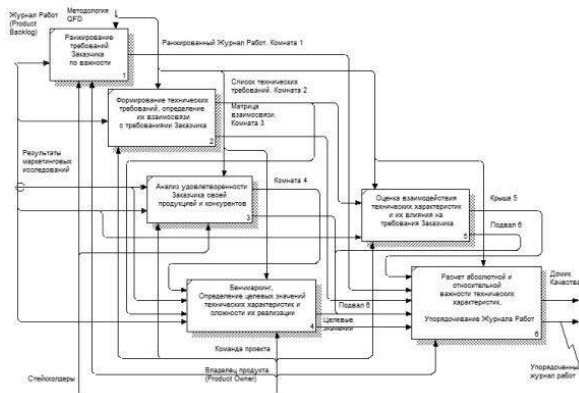 Журнал Работ
(Product
Backlog)
Методология
QFD
Ранжирование
требований
Заказчика
по важности
1
Ранжированный Журнал Работ. Комната 1
Список технических
требований. Комната 2
Матрица
взаимосвязи.
Комната 3
Формирование технических
требований, определение
их взаимосвязи
с требованиями Заказчика
2
Результаты
маркетинговых
исследований
Анализ удовлетворенности
Заказчика своей
продукцией и конкурентов
3
Комната 4
Оценка взаимодействия
технических характеристик
и их влияния на
требования Заказчика
5
Крыша 5
Подвал 6
Бенчмаркинг,
Определение целевых значений
технических характеристик и
сложности их реализации
4
Подвал 6
Целевые
значения
Расчет абсолютной и
относительной
важности технических
характеристик.
Упорядочивание Журнала Работ
6
Домик
Качества
Упорядоченный
журнал работ
Команда проекта
Стейкхолдеры
Владелец продукта
(Product Owner)